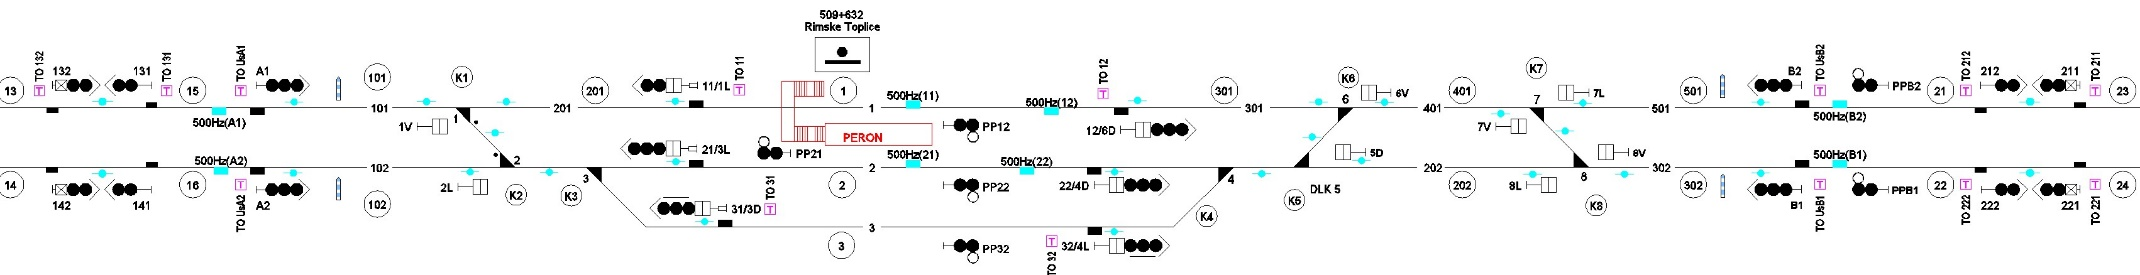 509+632
Rimske Toplice
13
TO 132
132
131
TO 131
15
TO UsA1
A1
101
K1
201
11/1L
TO 11
1
TO 12
301
K6
6V
401
K7
7L
501
B2
TO UsB2
PPB2
21
TO 212
212
211
TO 211
23
101
201
1
500Hz(11)
500Hz(12)
301
6
401
7
501
500Hz(A1)
1V
1
PERON
PP12
12/6D
7V
500Hz(B2)
2
21/3L
PP21
5D
8V
500Hz(A2)
102
3
2
500Hz(21)
500Hz(22)
4
DLK 5
202
8
302
500Hz(B1)
14
142
141
16
TO UsA2
A2
102
2L
K2
K3
31/3D
TO 31
2
PP22
22/4D
K4
K5
202
8L
K8
302
B1
TO UsB1
PPB1
22
TO 222
222
221
TO 221
24
3
3
PP32
TO 32
32/4L